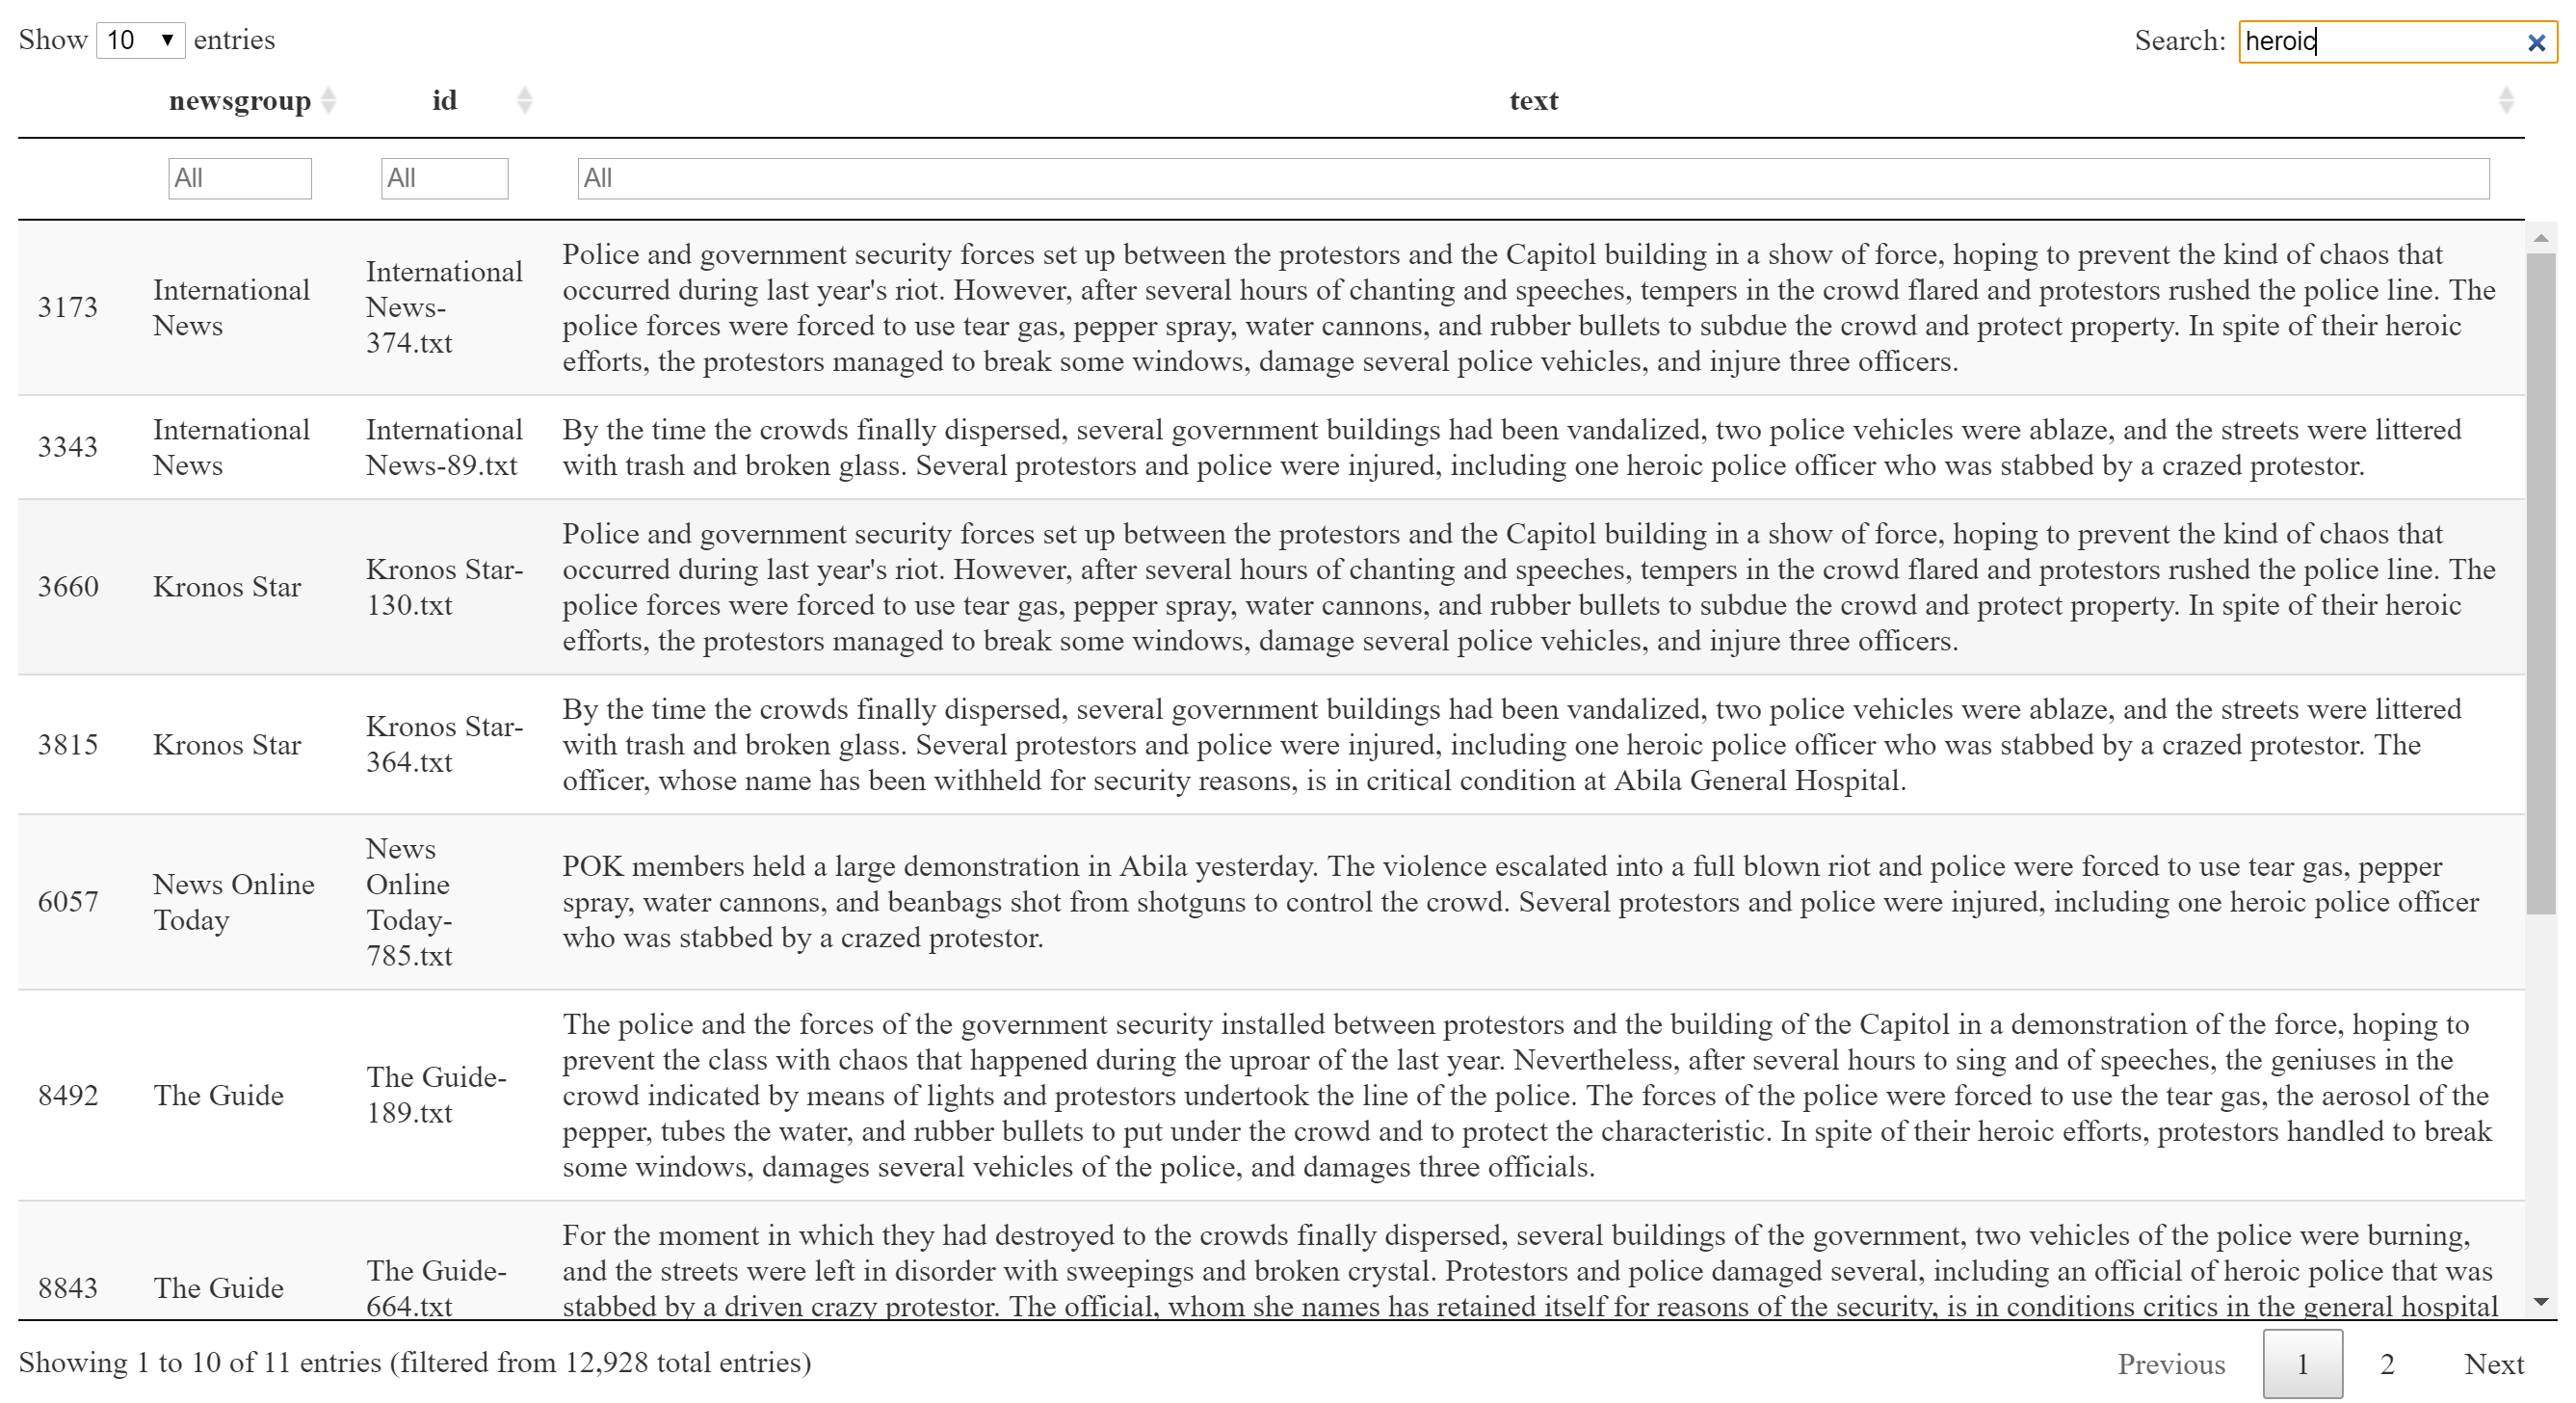 Show 10 entries
Search: heroic
newsgroup id text
All All All
3173
International
News
International
News-
374.txt
Police and government security forces set up between the protestors and the Capitol building in a show of force, hoping to prevent the kind of chaos that
occurred during last year's riot. However, after several hours of chanting and speeches, tempers in the crowd flared and protestors rushed the police line. The
police forces were forced to use tear gas, pepper spray, water cannons, and rubber bullets to subdue the crowd and protect property. In spite of their heroic
efforts, the protestors managed to break some windows, damage several police vehicles, and injure three officers.
3343
International
News
International
News-89.txt
By the time the crowds finally dispersed, several government buildings had been vandalized, two police vehicles were ablaze, and the streets were littered
with trash and broken glass. Several protestors and police were injured, including one heroic police officer who was stabbed by a crazed protestor.
3660
Kronos Star
Kronos Star-
130.txt
Police and government security forces set up between the protestors and the Capitol building in a show of force, hoping to prevent the kind of chaos that
occurred during last year's riot. However, after several hours of chanting and speeches, tempers in the crowd flared and protestors rushed the police line. The
police forces were forced to use tear gas, pepper spray, water cannons, and rubber bullets to subdue the crowd and protect property. In spite of their heroic
efforts, the protestors managed to break some windows, damage several police vehicles, and injure three officers.
3815
Kronos Star
Kronos Star-
364.txt
By the time the crowds finally dispersed, several government buildings had been vandalized, two police vehicles were ablaze, and the streets were littered
with trash and broken glass. Several protestors and police were injured, including one heroic police officer who was stabbed by a crazed protestor. The
officer, whose name has been withheld for security reasons, is in critical condition at Abila General Hospital.
6057
News Online
Today
News
Online
Today-
785.txt
POK members held a large demonstration in Abila yesterday. The violence escalated into a full blown riot and police were forced to use tear gas, pepper
spray, water cannons, and beanbags shot from shotguns to control the crowd. Several protestors and police were injured, including one heroic police officer
who was stabbed by a crazed protestor.
8492
The Guide
The Guide-
189.txt
The police and the forces of the government security installed between protestors and the building of the Capitol in a demonstration of the force, hoping to
prevent the class with chaos that happened during the uproar of the last year. Nevertheless, after several hours to sing and of speeches, the geniuses in the
crowd indicated by means of lights and protestors undertook the line of the police. The forces of the police were forced to use the tear gas, the aerosol of the
pepper, tubes the water, and rubber bullets to put under the crowd and to protect the characteristic. In spite of their heroic efforts, protestors handled to break
some windows, damages several vehicles of the police, and damages three officials.
8843
The Guide
The Guide-
664.txt
For the moment in which they had destroyed to the crowds finally dispersed, several buildings of the government, two vehicles of the police were burning,
and the streets were left in disorder with sweepings and broken crystal. Protestors and police damaged several, including an official of heroic police that was
stabbed by a driven crazy protestor. The official, whom she names has retained itself for reasons of the security, is in conditions critics in the general hospital
Showing 1 to 10 of 11 entries (filtered from 12,928 total entries)
Previous 1 2 Next